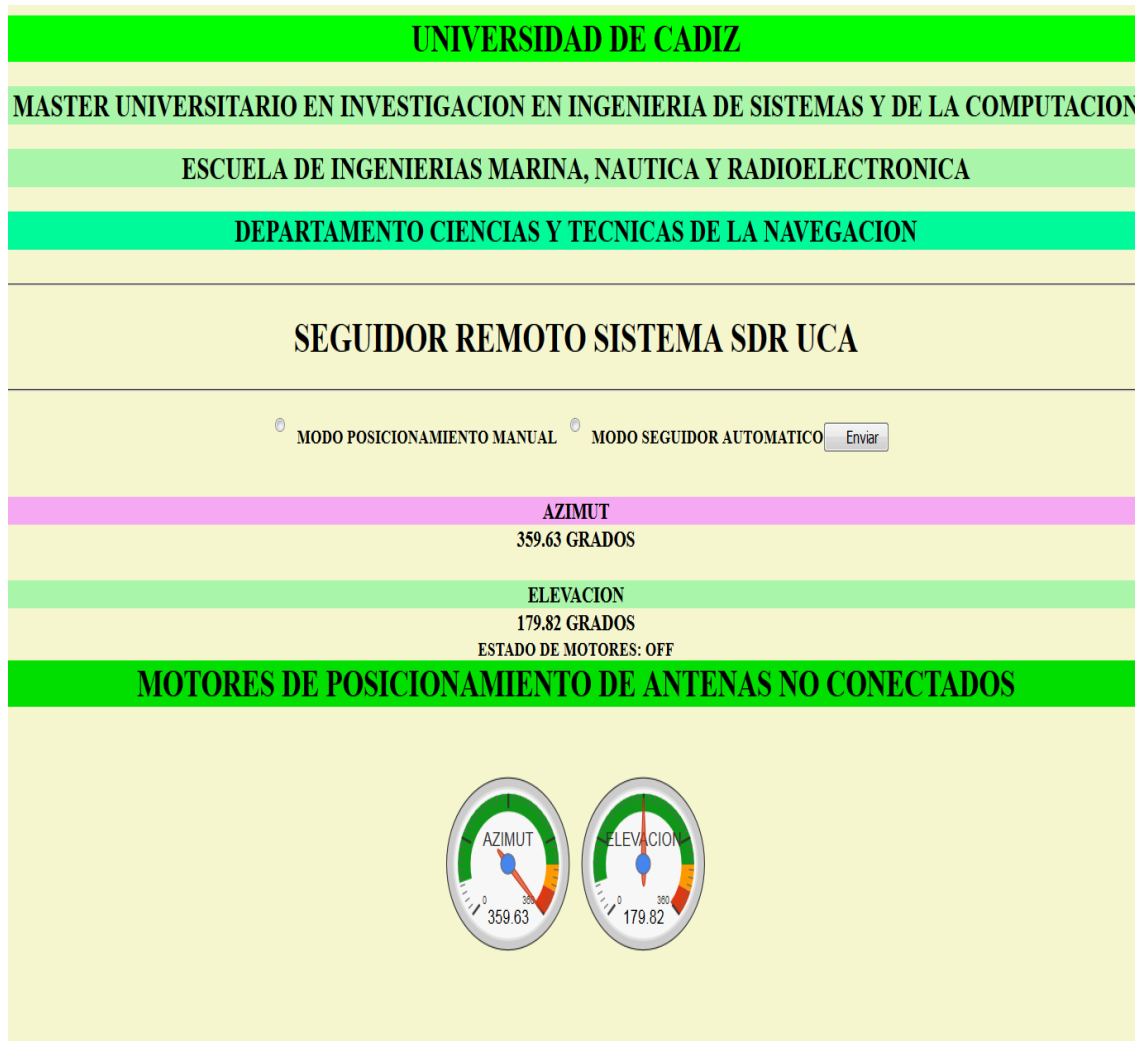 UNIVERSIDAD DE CADIZ
MASTER UNIVERSITARIO EN INVESTIGACION EN INGENIERIA DE SISTEMAS Y DE LA COMPUTACION
ESCUELA DE INGENIERIAS MARINA, NAUTICA Y RADIOELECTRONICA
DEPARTAMENTO CIENCIAS Y TECNICAS DE LA NAVEGACION
SEGUIDOR REMOTO SISTEMA SDR UCA
MODO POSICIONAMIENTO MANUAL MODO SEGUIDOR AUTOMATICO Enviar
AZIMUT
359.63 GRADOS
ELEVACION
179.82 GRADOS
ESTADO DE MOTORES: OFF
MOTORES DE POSICIONAMIENTO DE ANTENAS NO CONECTADOS
AZIMUT ELEVACION
0 360 0 360
359.63 179.82